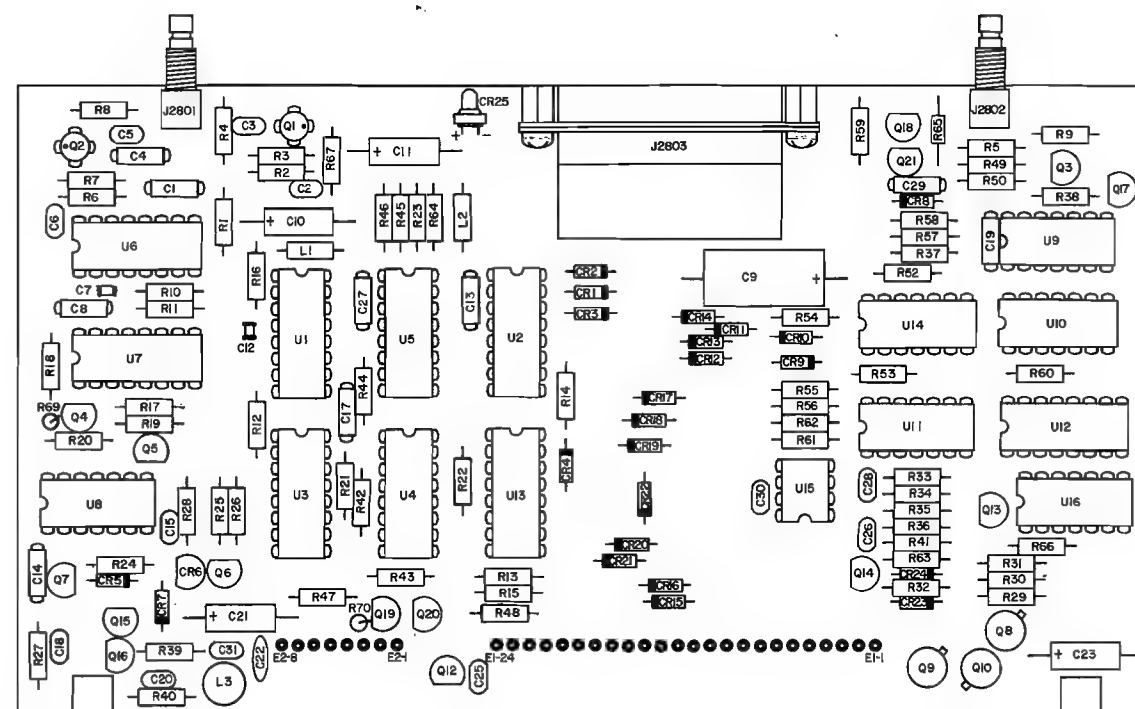 R8
J2801
C5
Q2
C4
R4
C3
Q1
R3
R2
R67
C2
C11
+
CR25
+ -
J2803
R59
Q18
R65
J2802
Q21
R5
R49
R50
R9
Q3
R38
Q17
R7
R6
C1
C6
U6
R1
+ C10
L1
R46
R45
R23
R64
L2
C29
CR8
R58
R57
R37
R52
C19
U9
C7
C8
R10
R11
R16
C12
U1
C27
U5
C13
U2
CR2
CR1
CR3
C9 +
CR14
CR11
CR13
CR12
R54
CR10
CR9
U14
U10
U7
R18
R69
Q4
R17
R19
R20
Q5
R12
R44
C17
R14
CR4
CR17
CR18
CR19
R55
R56
R62
R61
R53
R60
U11
U12
U8
C15
R28
R25
R26
U3
R21
R42
U4
R22
U13
CR22
C30
U15
C28
C26
R33
R34
R35
R36
R41
R63
CR24
R32
CR23
Q13
U16
Q14
R66
R31
R30
R29
C14
Q7
R24
CR5
CR6
Q6
CR7
R43
R13
R15
R48
CR20
CR21
CR16
CR15
R47
R70
Q19
Q20
+ C21
Q15
Q16
R27
C18
R39
C31
C22
C20
R40
L3
E2-8
E2-1
E1-24
E1-1
Q12
C25
Q8
Q9
Q10
+ C23